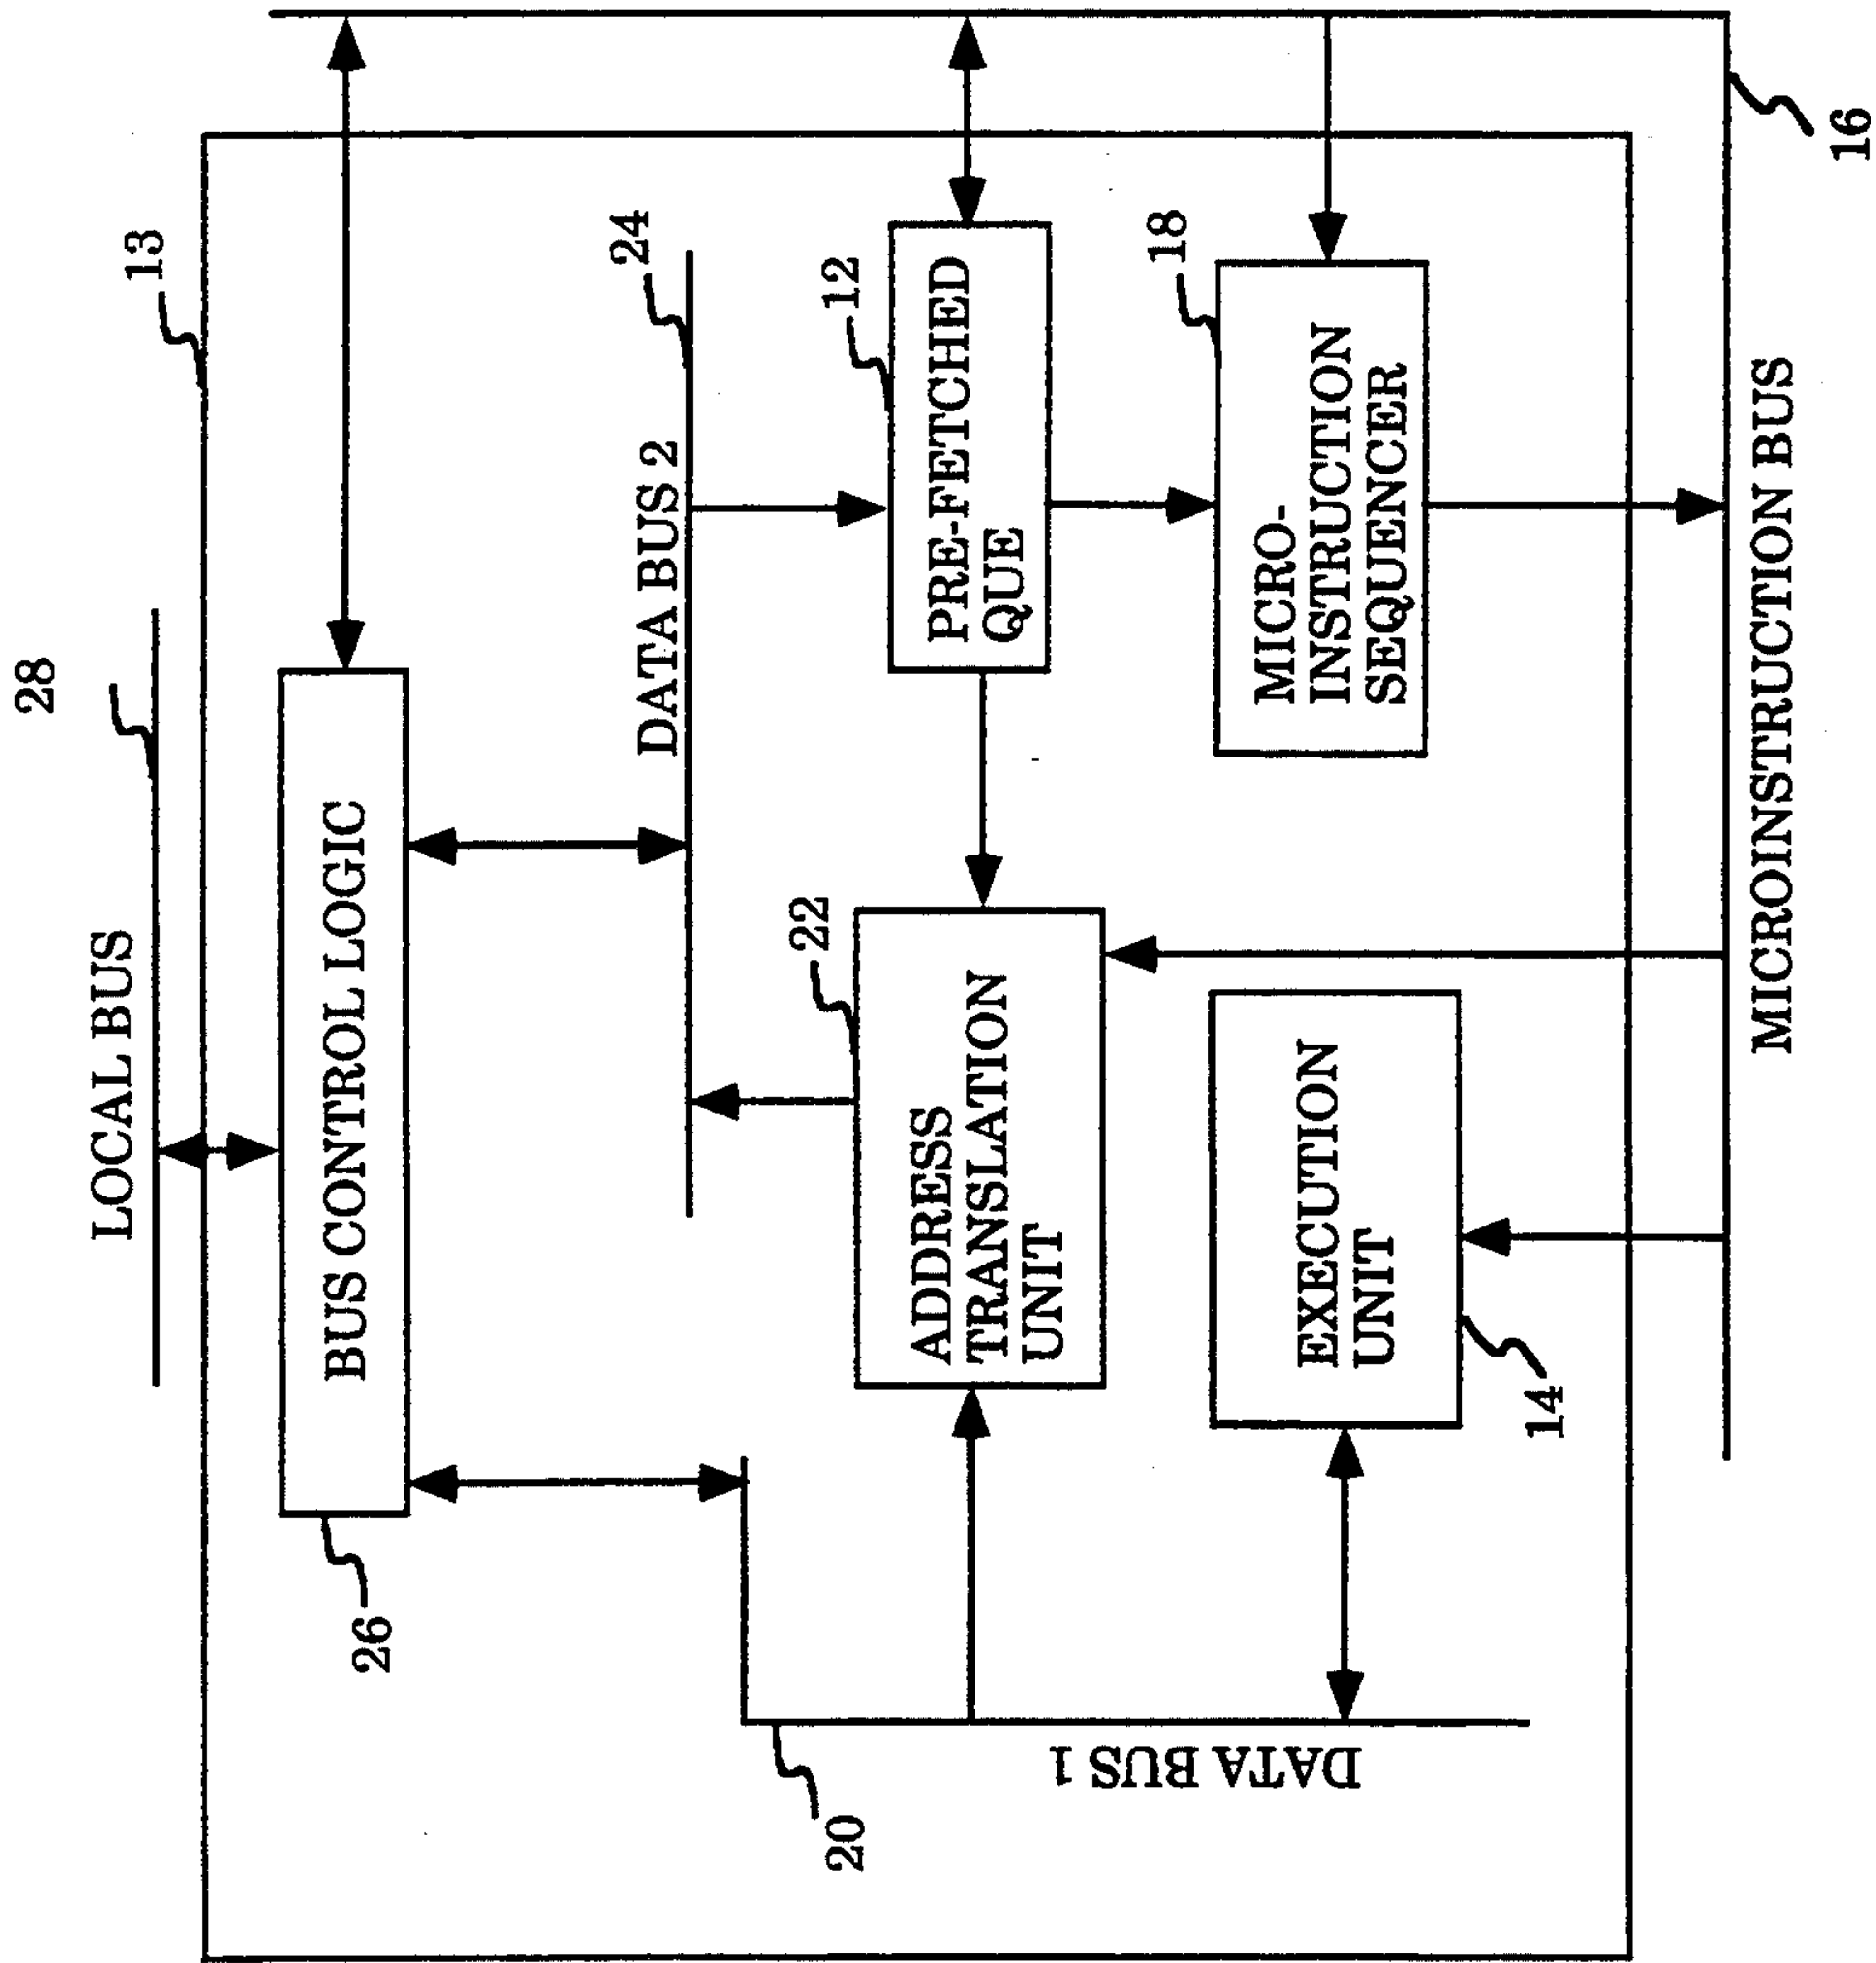 28
LOCAL BUS
13
BUS CONTROL LOGIC
26
24
DATA BUS 2
20
DATA BUS 1
22
ADDRESS
TRANSLATION
UNIT
12
PRE-FETCHED
QUE
EXECUTION
UNIT
14
18
MICRO-
INSTRUCTION
SEQUENCER
MICROINSTRUCTION BUS
16